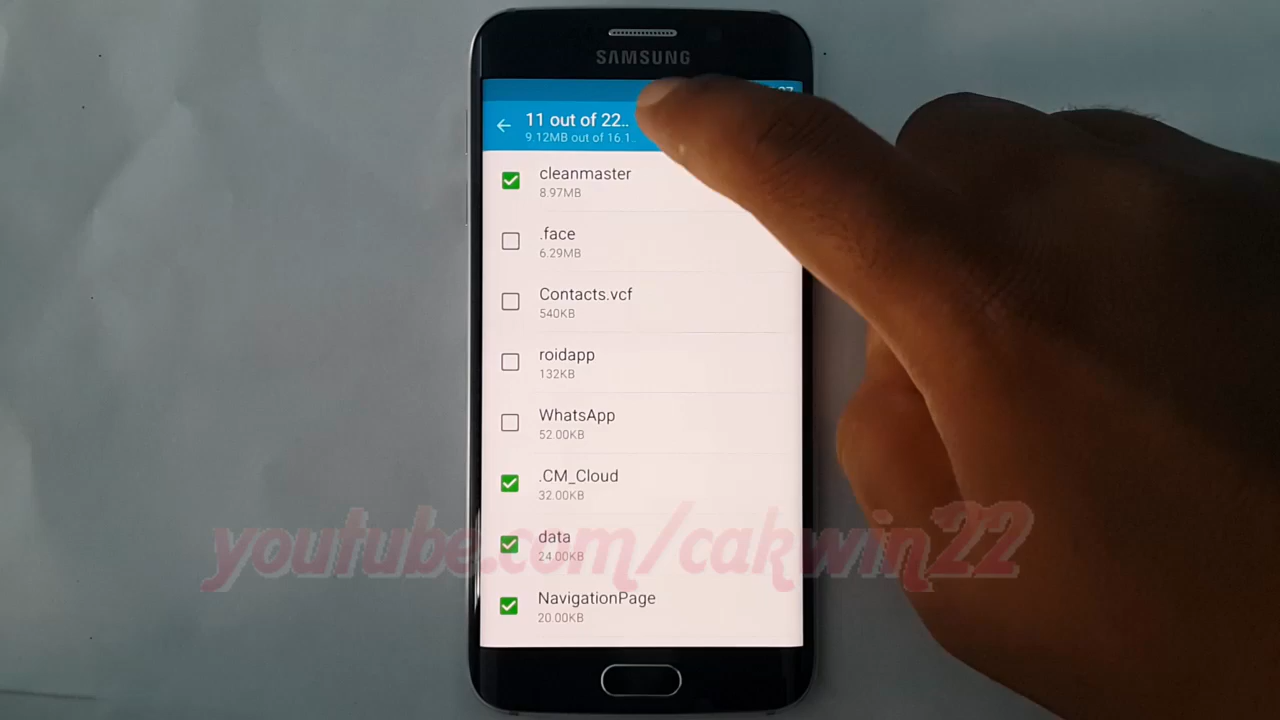 SAMSUNG
11 out of 22..
9.12MB out of 16.1..
cleanmaster
8.97MB
.face
6.29MB
Contacts.vcf
540KB
roidapp
132KB
WhatsApp
52.00KB
.CM_Cloud
32.00KB
data
24.00KB
NavigationPage
20.00KB
youtube.com/cakwin22